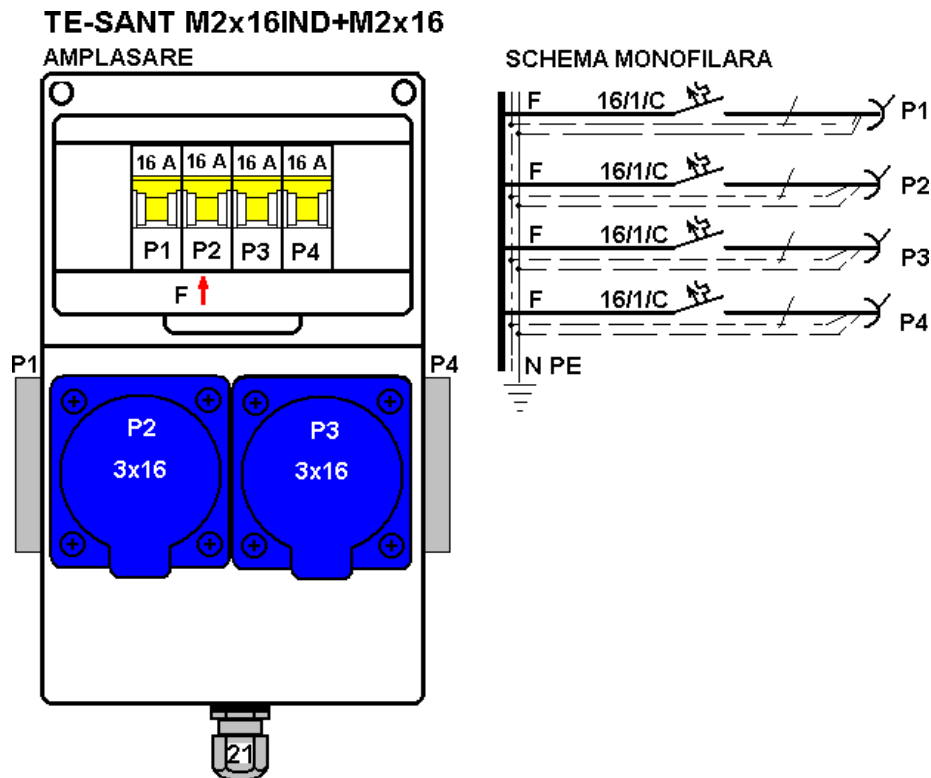 TE-SANT M2x16IND+M2x16
AMPLASARE
16 A 16 A 16 A 16 A
P1 P2 P3 P4
F
P1 P4
P2 P3
3x16 3x16
21
SCHEMA MONOFILARA
F 16/1/C P1
F 16/1/C P2
F 16/1/C P3
F 16/1/C P4
N PE